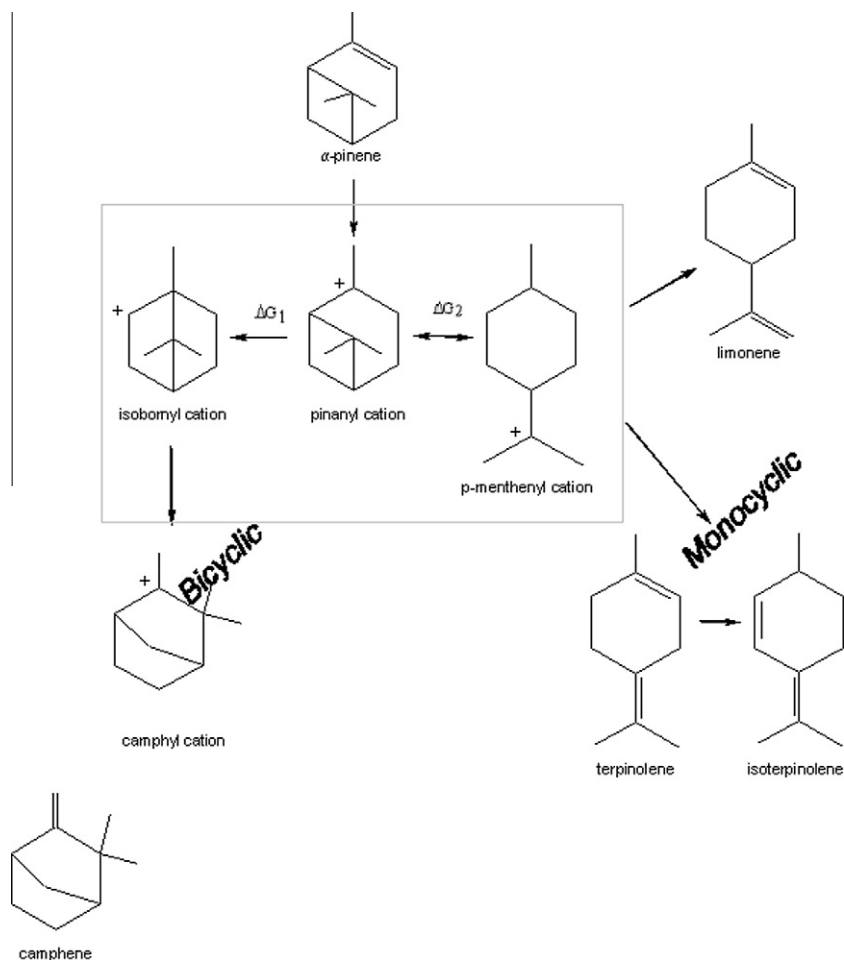 α-pinene
limonene
+
ΔG1
+
ΔG2
isobornyl cation
pinanyl cation
+
p-menthenyl cation
Bicyclic
Monocyclic
+
camphyl cation
terpinolene
isoterpinolene
camphene